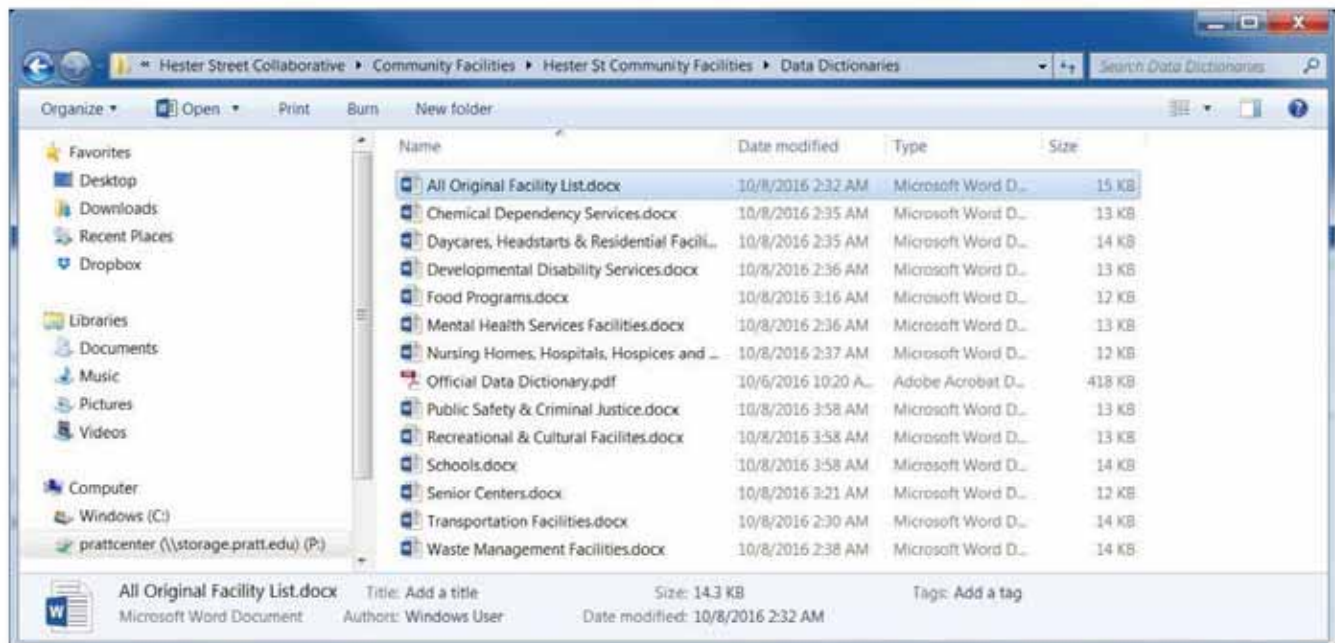 « Hester Street Collaborative ▸ Community Facilities ▸ Hester St Community Facilities ▸ Data Dictionaries Search Data Dictionaries
Organize Open Print Burn New folder
Favorites
Desktop
Downloads
Recent Places
Dropbox
Libraries
Documents
Music
Pictures
Videos
Computer
Windows (C:)
prattcenter (\\storage.pratt.edu) (P:)
Name Date modified Type Size
All Original Facility List.docx 10/8/2016 2:32 AM Microsoft Word D... 15 KB
Chemical Dependency Services.docx 10/8/2016 2:35 AM Microsoft Word D... 13 KB
Daycares, Headstarts & Residential Facili... 10/8/2016 2:35 AM Microsoft Word D... 14 KB
Developmental Disability Services.docx 10/8/2016 2:36 AM Microsoft Word D... 13 KB
Food Programs.docx 10/8/2016 3:16 AM Microsoft Word D... 12 KB
Mental Health Services Facilities.docx 10/8/2016 2:36 AM Microsoft Word D... 13 KB
Nursing Homes, Hospitals, Hospices and ... 10/8/2016 2:37 AM Microsoft Word D... 12 KB
Official Data Dictionary.pdf 10/6/2016 10:20 A... Adobe Acrobat D... 418 KB
Public Safety & Criminal Justice.docx 10/8/2016 3:58 AM Microsoft Word D... 13 KB
Recreational & Cultural Facilites.docx 10/8/2016 3:58 AM Microsoft Word D... 13 KB
Schools.docx 10/8/2016 3:58 AM Microsoft Word D... 14 KB
Senior Centers.docx 10/8/2016 3:21 AM Microsoft Word D... 12 KB
Transportation Facilities.docx 10/8/2016 2:30 AM Microsoft Word D... 14 KB
Waste Management Facilities.docx 10/8/2016 2:38 AM Microsoft Word D... 14 KB
All Original Facility List.docx Title: Add a title Size: 14.3 KB Tags: Add a tag
Microsoft Word Document Authors: Windows User Date modified: 10/8/2016 2:32 AM